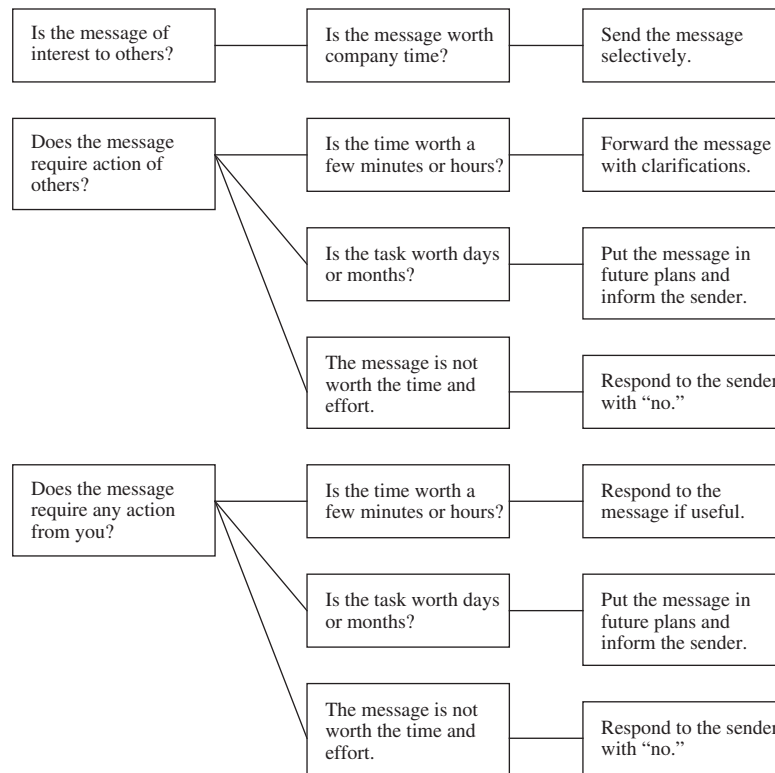 Is the message of
interest to others?
Is the message worth
company time?
Send the message
selectively.
Does the message
require action of
others?
Is the time worth a
few minutes or hours?
Forward the message
with clarifications.
Is the task worth days
or months?
Put the message in
future plans and
inform the sender.
The message is not
worth the time and
effort.
Respond to the sender
with “no.”
Does the message
require any action
from you?
Is the time worth a
few minutes or hours?
Respond to the
message if useful.
Is the task worth days
or months?
Put the message in
future plans and
inform the sender.
The message is not
worth the time and
effort.
Respond to the sender
with “no.”